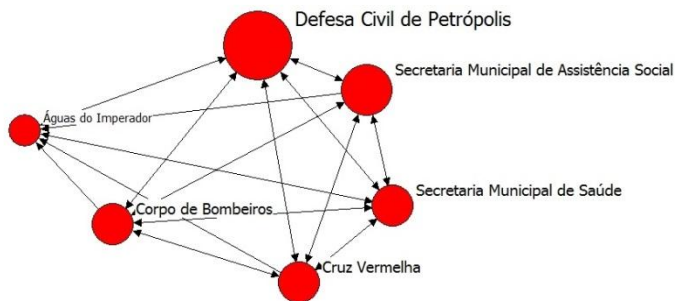 Defesa Civil de Petrópolis
Secretaria Municipal de Assistência Social
Águas do Imperador
Secretaria Municipal de Saúde
Corpo de Bombeiros
Cruz Vermelha